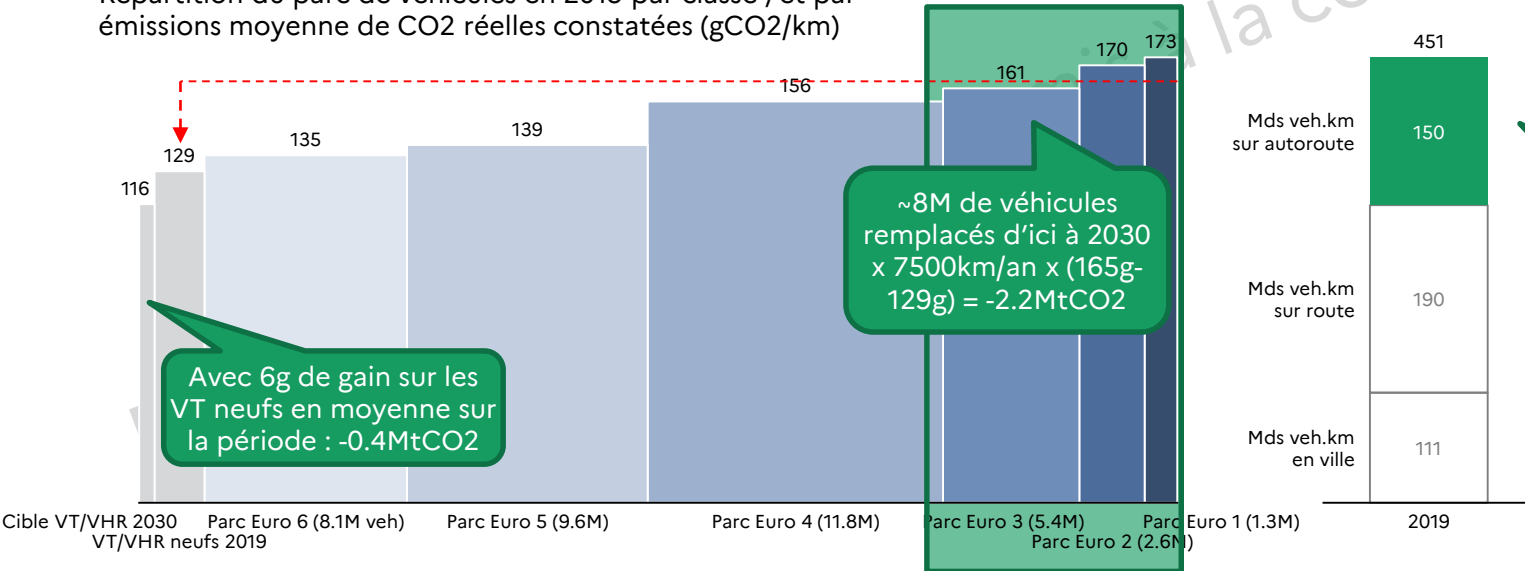 émissions moyenne de CO2 réelles constatées (gCO2/km)
116
129
135
139
156
161
170
173
~8M de véhicules
remplacés d'ici à 2030
x 7500km/an x (165g-
129g) = -2.2MtCO2
Avec 6g de gain sur les
VT neufs en moyenne sur
la période : -0.4MtCO2
Cible VT/VHR 2030
VT/VHR neufs 2019
Parc Euro 6 (8.1M veh)
Parc Euro 5 (9.6M)
Parc Euro 4 (11.8M)
Parc Euro 3 (5.4M)
Parc Euro 2 (2.6M)
Parc Euro 1 (1.3M)
à la
451
Mds veh.km
sur autoroute
150
Mds veh.km
sur route
190
Mds veh.km
en ville
111
2019